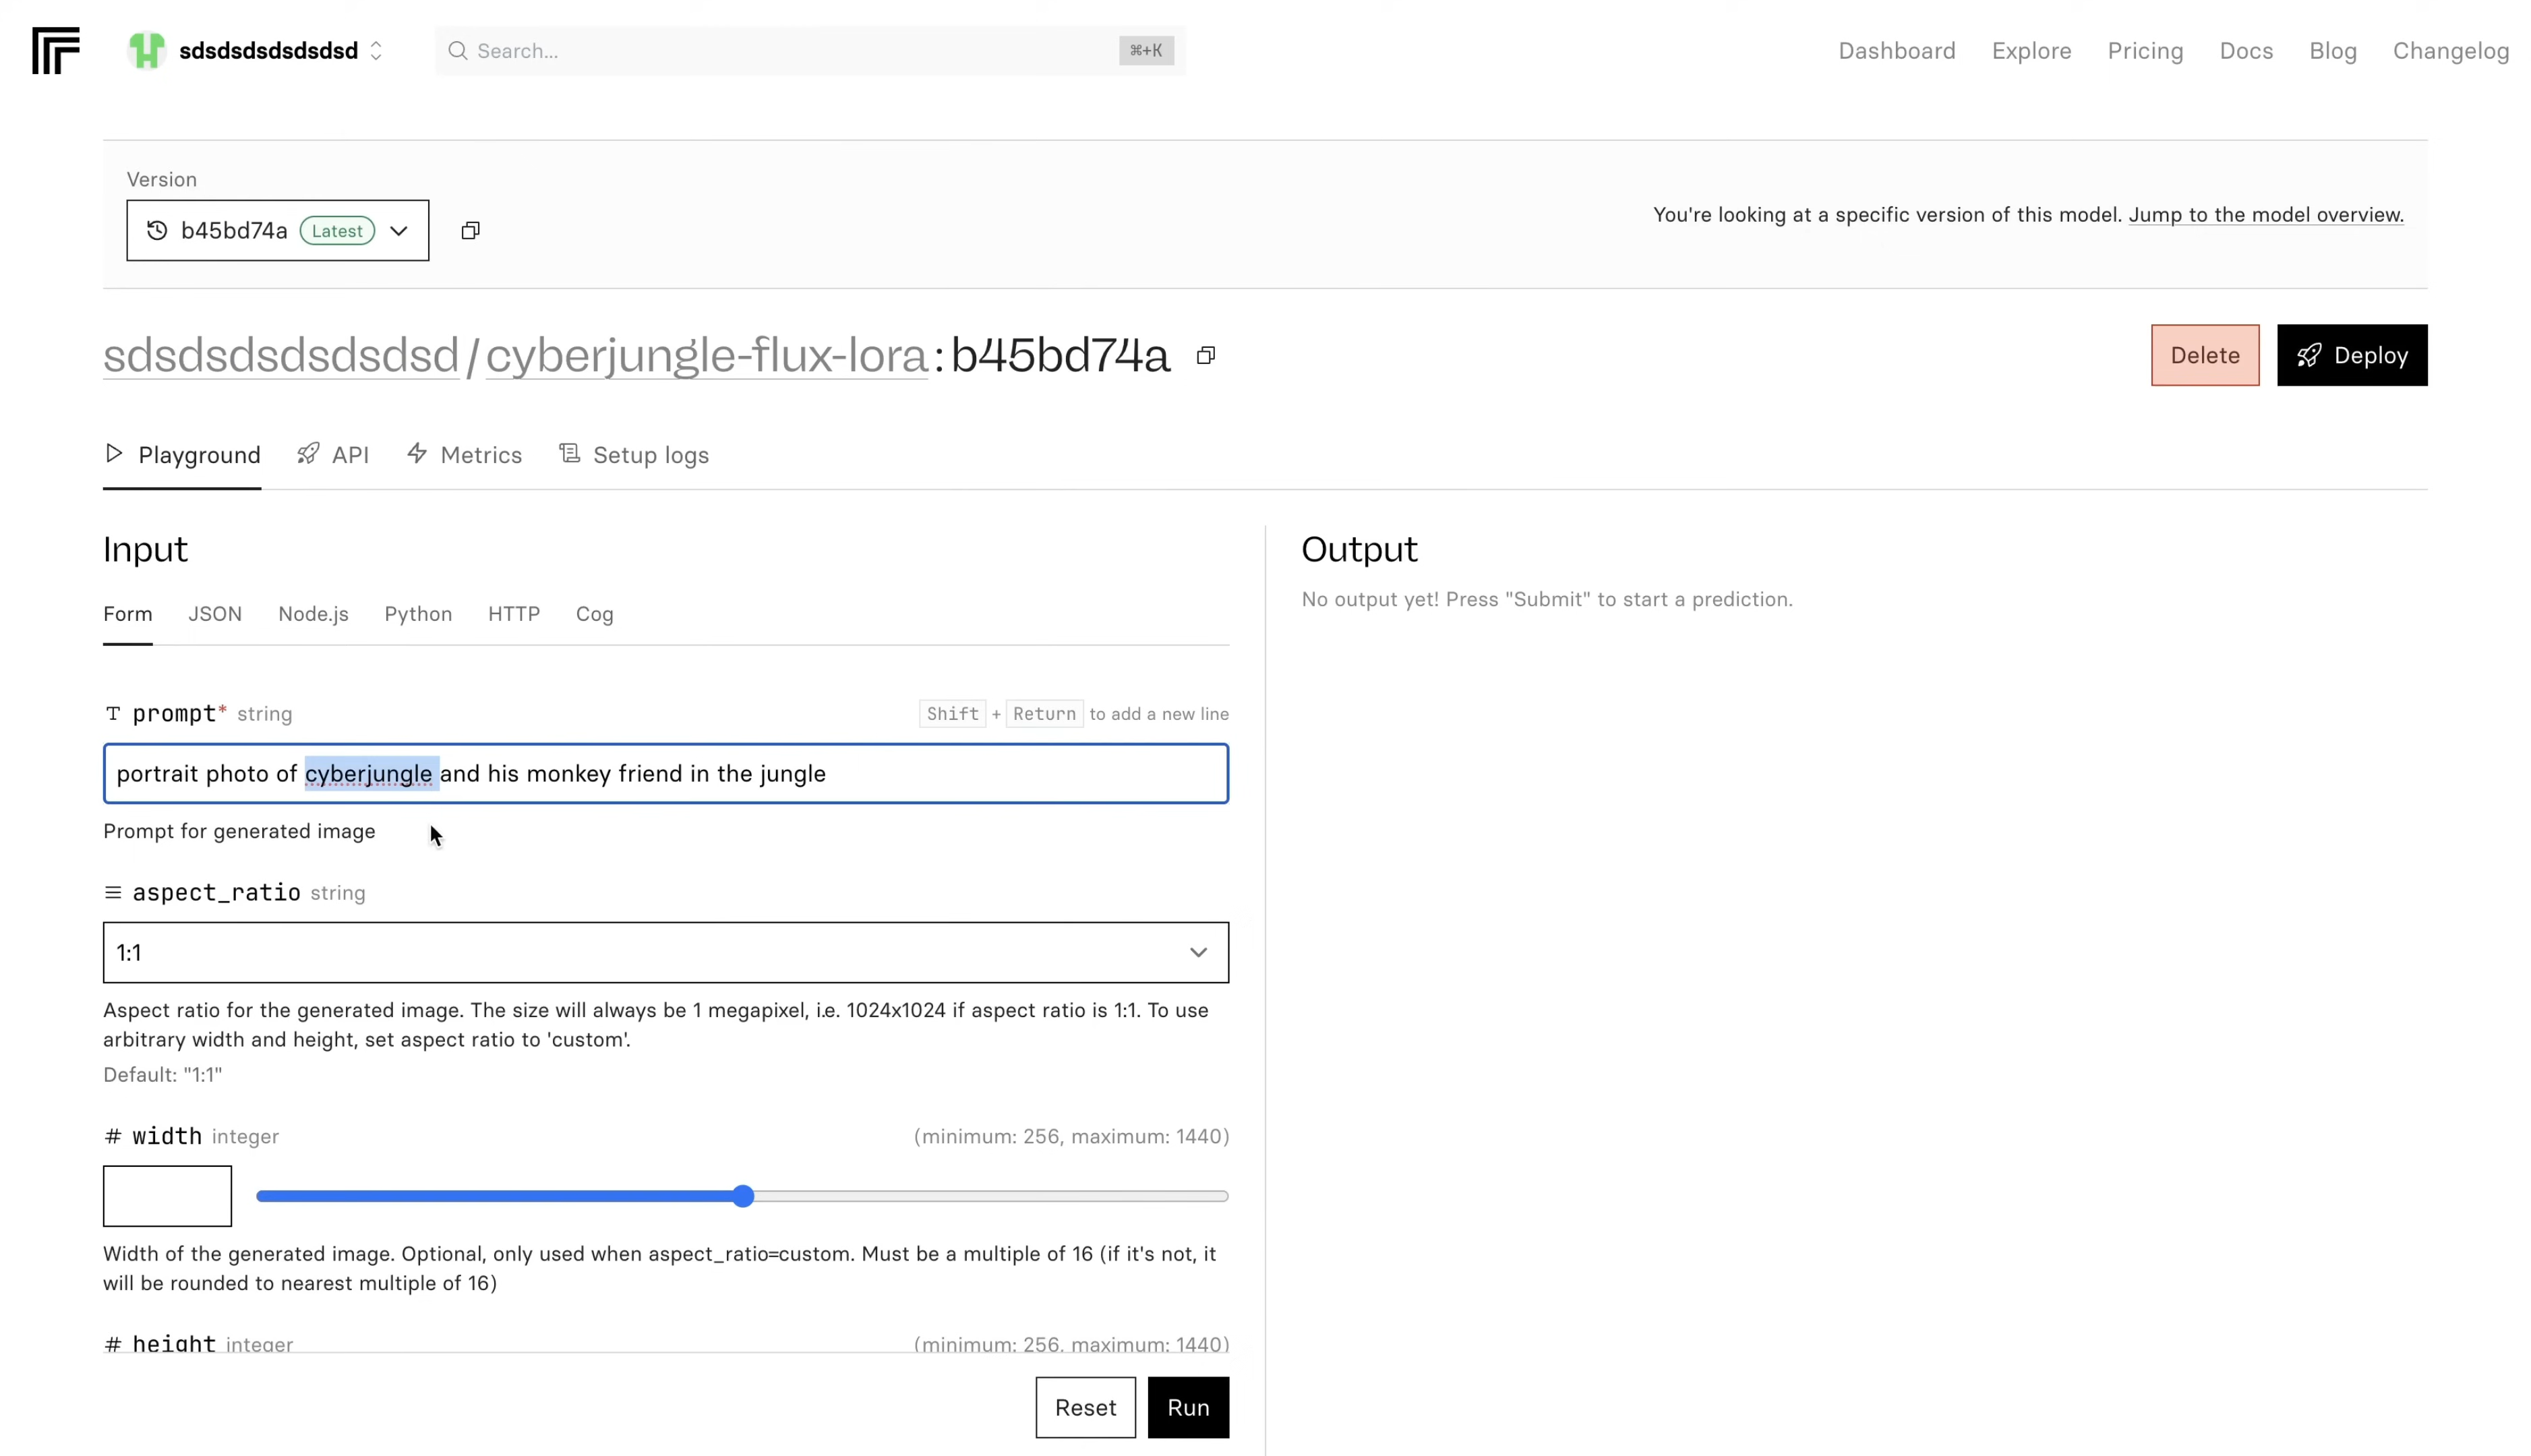 sdsdsdsdsdsdsd
Search...
⌘+K
Dashboard Explore Pricing Docs Blog Changelog
Version
b45bd74a Latest
You're looking at a specific version of this model. Jump to the model overview.
sdsdsdsdsdsdsd/cyberjungle-flux-lora:b45bd74a
Delete
Deploy
Playground API Metrics Setup logs
Input
Form JSON Node.js Python HTTP Cog
prompt* string
Shift + Return to add a new line
portrait photo of cyberjungle and his monkey friend in the jungle
Prompt for generated image
aspect_ratio string
1:1
Aspect ratio for the generated image. The size will always be 1 megapixel, i.e. 1024x1024 if aspect ratio is 1:1. To use
arbitrary width and height, set aspect ratio to 'custom'.
Default: "1:1"
# width integer
(minimum: 256, maximum: 1440)
Width of the generated image. Optional, only used when aspect_ratio=custom. Must be a multiple of 16 (if it's not, it
will be rounded to nearest multiple of 16)
# height integer
(minimum: 256, maximum: 1440)
Reset
Run
Output
No output yet! Press "Submit" to start a prediction.